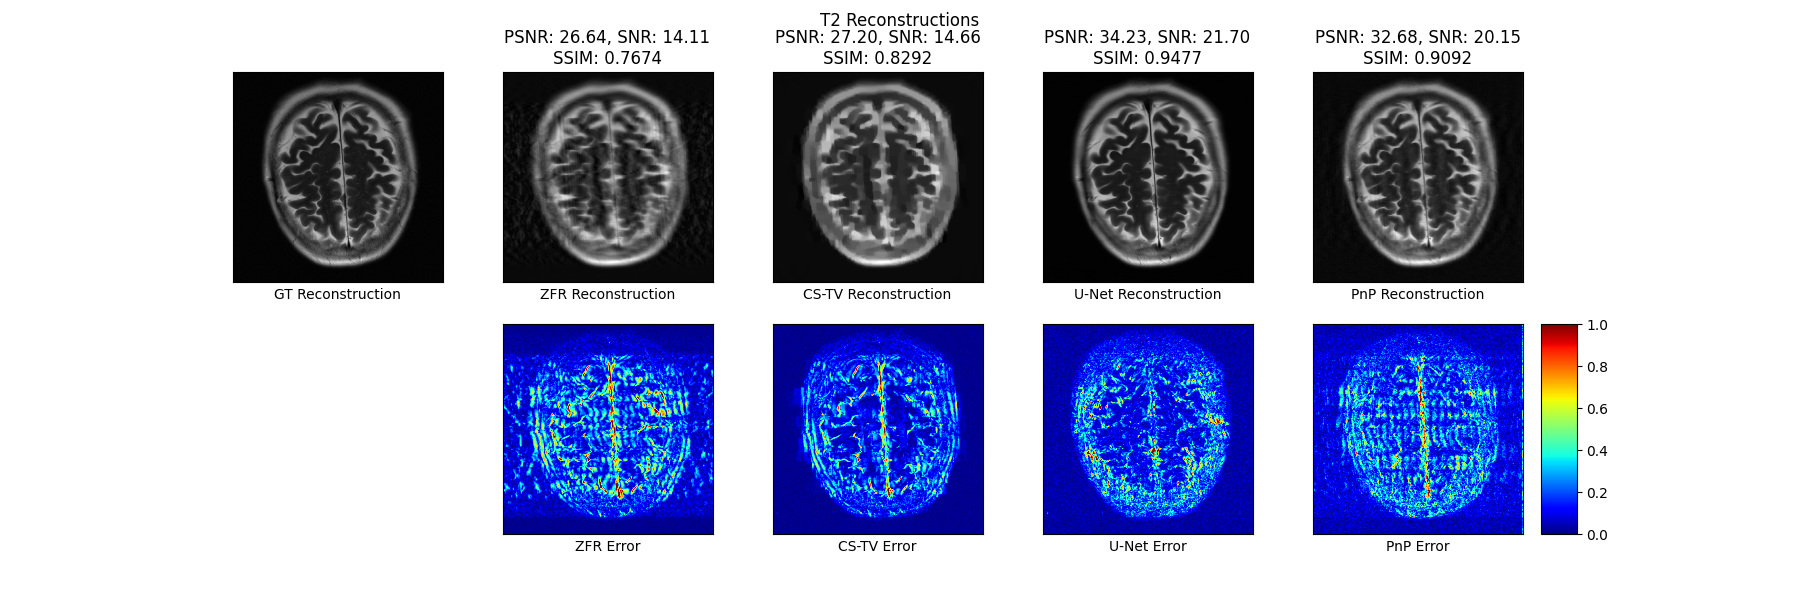 T2 Reconstructions
PSNR: 26.64, SNR: 14.11
SSIM: 0.7674
PSNR: 27.20, SNR: 14.66
SSIM: 0.8292
PSNR: 34.23, SNR: 21.70
SSIM: 0.9477
PSNR: 32.68, SNR: 20.15
SSIM: 0.9092
GT Reconstruction
ZFR Reconstruction
CS-TV Reconstruction
U-Net Reconstruction
PnP Reconstruction
1.0
0.8
0.6
0.4
0.2
0.0
ZFR Error
CS-TV Error
U-Net Error
PnP Error